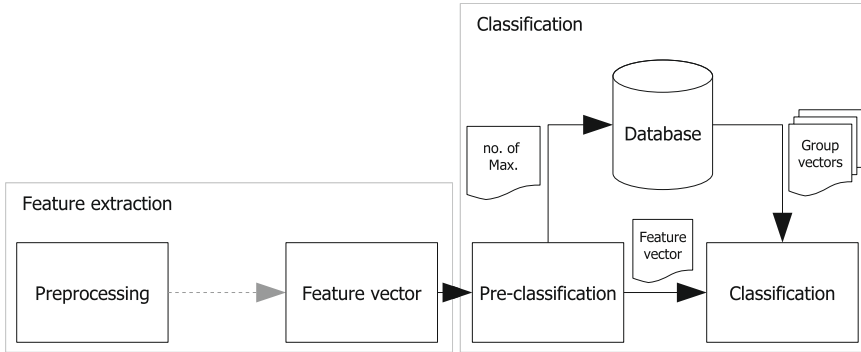 Classification
no. of
Max.
Database
Group
vectors
Feature extraction
Preprocessing
Feature vector
Pre-classification
Feature
vector
Classification